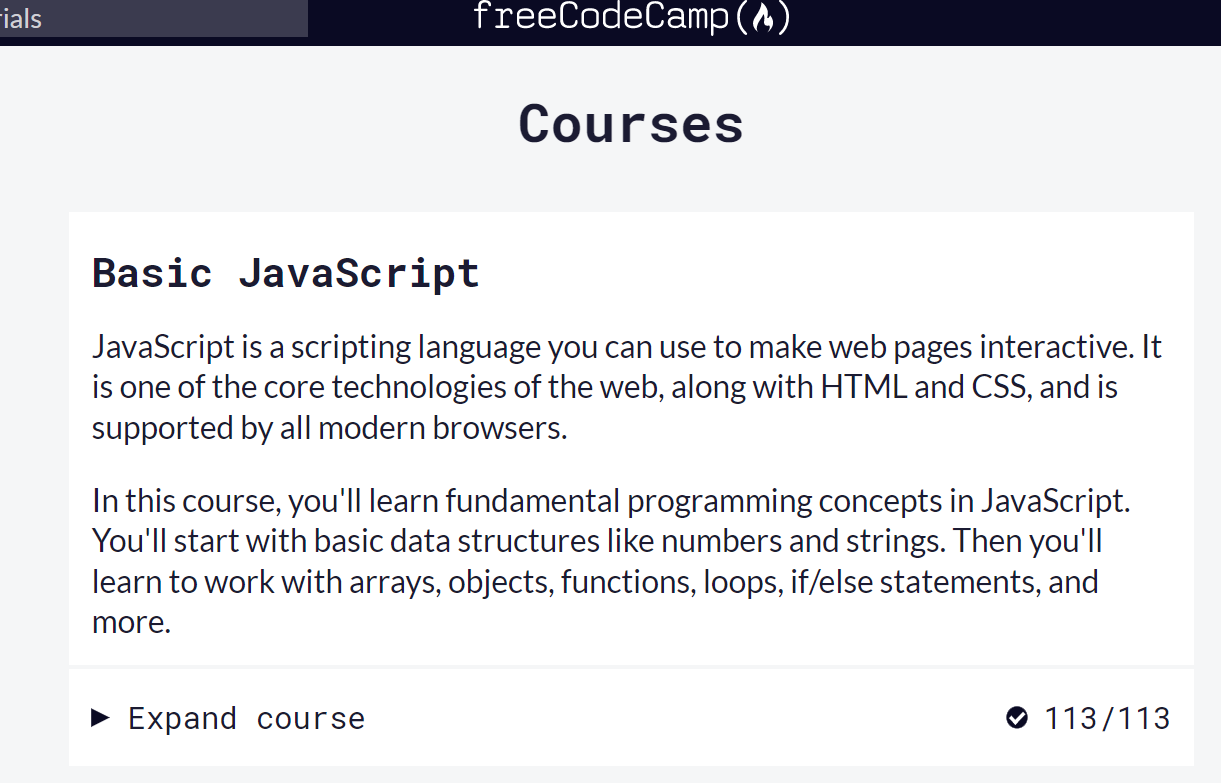 rials
freeCodeCamp
Courses
Basic JavaScript
JavaScript is a scripting language you can use to make web pages interactive. It
is one of the core technologies of the web, along with HTML and CSS, and is
supported by all modern browsers.
In this course, you'll learn fundamental programming concepts in JavaScript.
You'll start with basic data structures like numbers and strings. Then you'll
learn to work with arrays, objects, functions, loops, if/else statements, and
more.
Expand course
113/113